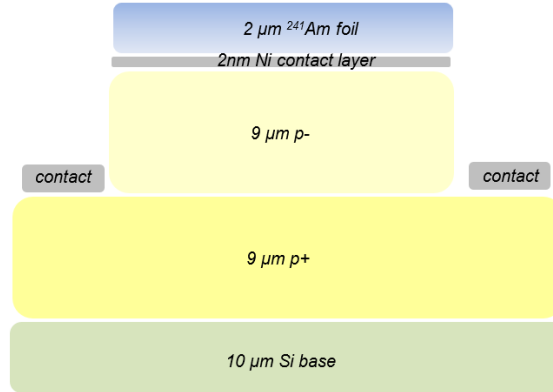 2 µm ²⁴¹Am foil
2nm Ni contact layer
9 µm p-
contact
contact
9 µm p+
10 µm Si base